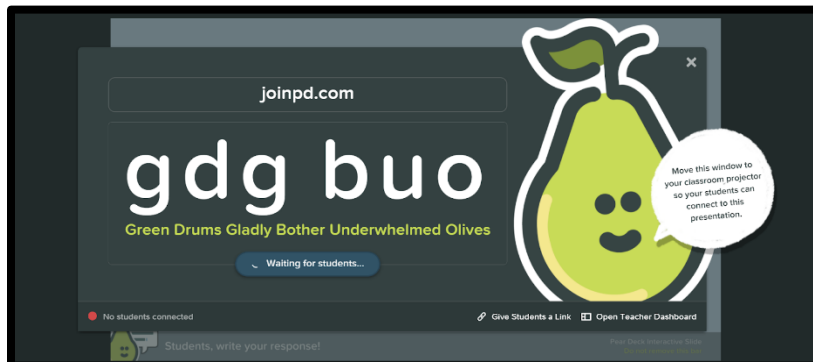 joinpd.com
gdg buo
Green Drums Gladly Bother Underwhelmed Olives
Waiting for students...
Move this window to
your classroom projector
so your students can
connect to this
presentation.
No students connected
Give Students a Link
Open Teacher Dashboard
Students, write your response!
Pear Deck Interactive Slide